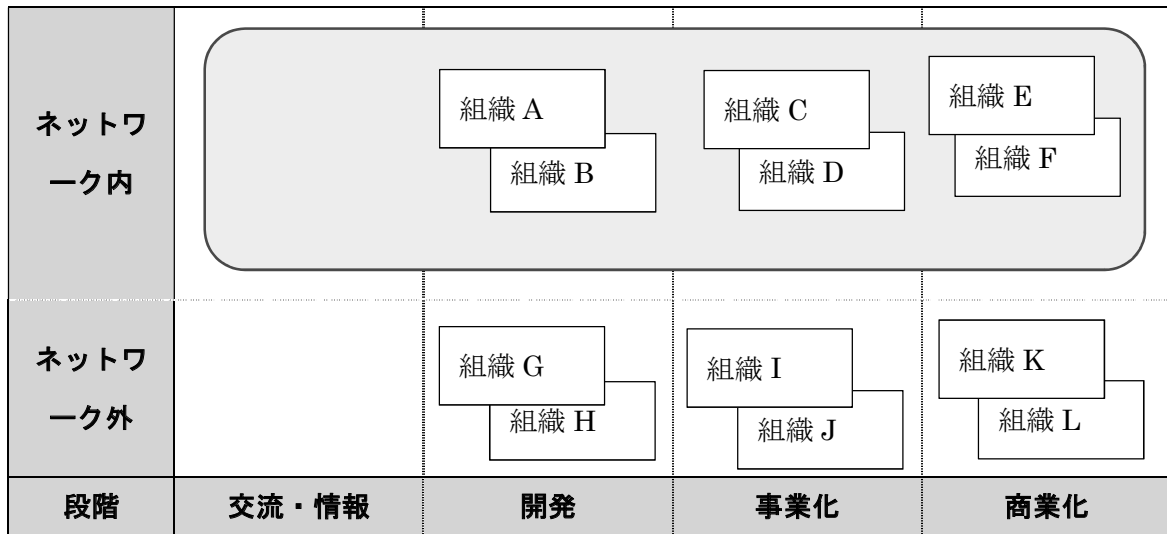 ネットワ
ーク内
組織 A
組織 B
組織 C
組織 D
組織 E
組織 F
ネットワ
ーク外
組織 G
組織 H
組織 I
組織 J
組織 K
組織 L
段階
交流・情報
開発
事業化
商業化